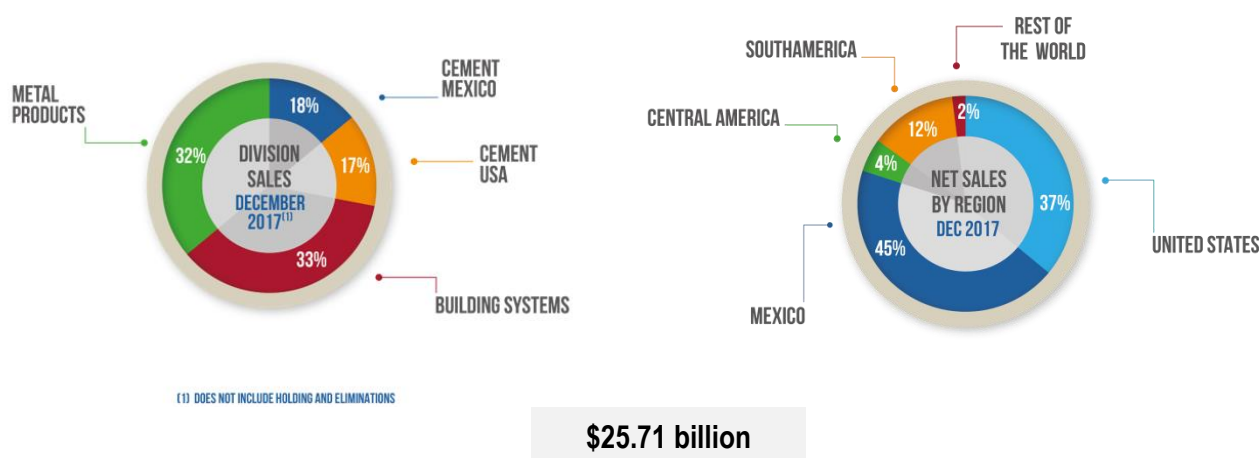 METAL
PRODUCTS
CEMENT
MEXICO
18%
32%
17%
33%
DIVISION
SALES
DECEMBER
2017(1)
CEMENT
USA
BUILDING SYSTEMS
(1) DOES NOT INCLUDE HOLDING AND ELIMINATIONS
REST OF
THE WORLD
SOUTHAMERICA
CENTRAL AMERICA
2%
12%
4%
37%
45%
NET SALES
BY REGION
DEC 2017
UNITED STATES
MEXICO
$25.71 billion